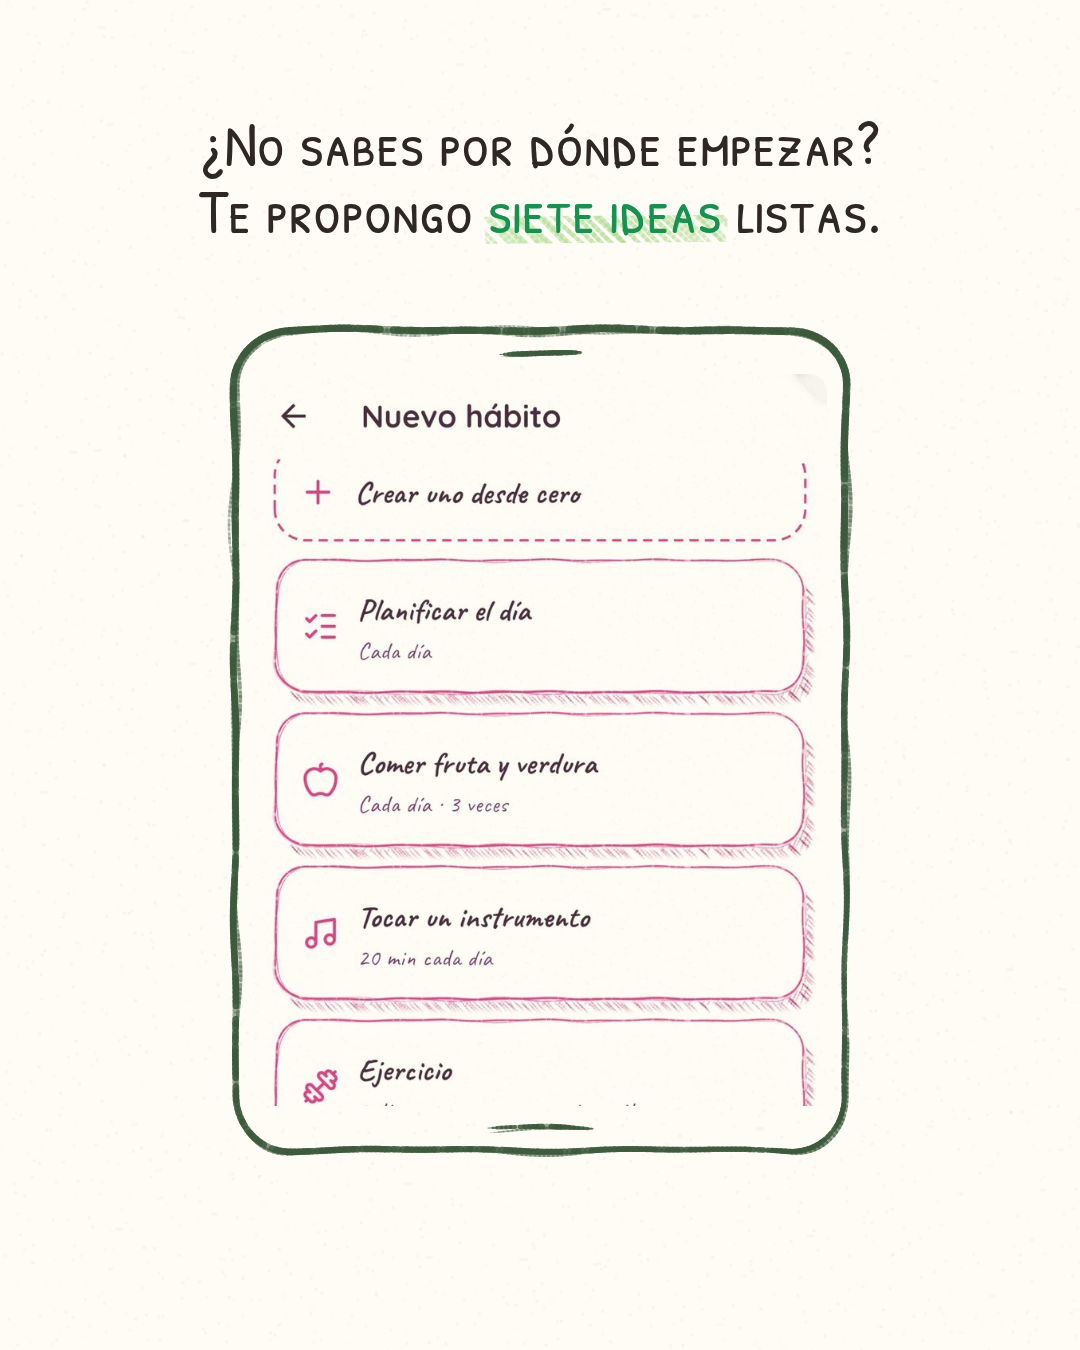 ¿No sabes por dónde empezar?
Te propongo siete ideas listas.
Nuevo hábito
Crear uno desde cero
Planificar el día
Cada día
Comer fruta y verdura
Cada día · 3 veces
Tocar un instrumento
20 min cada día
Ejercicio